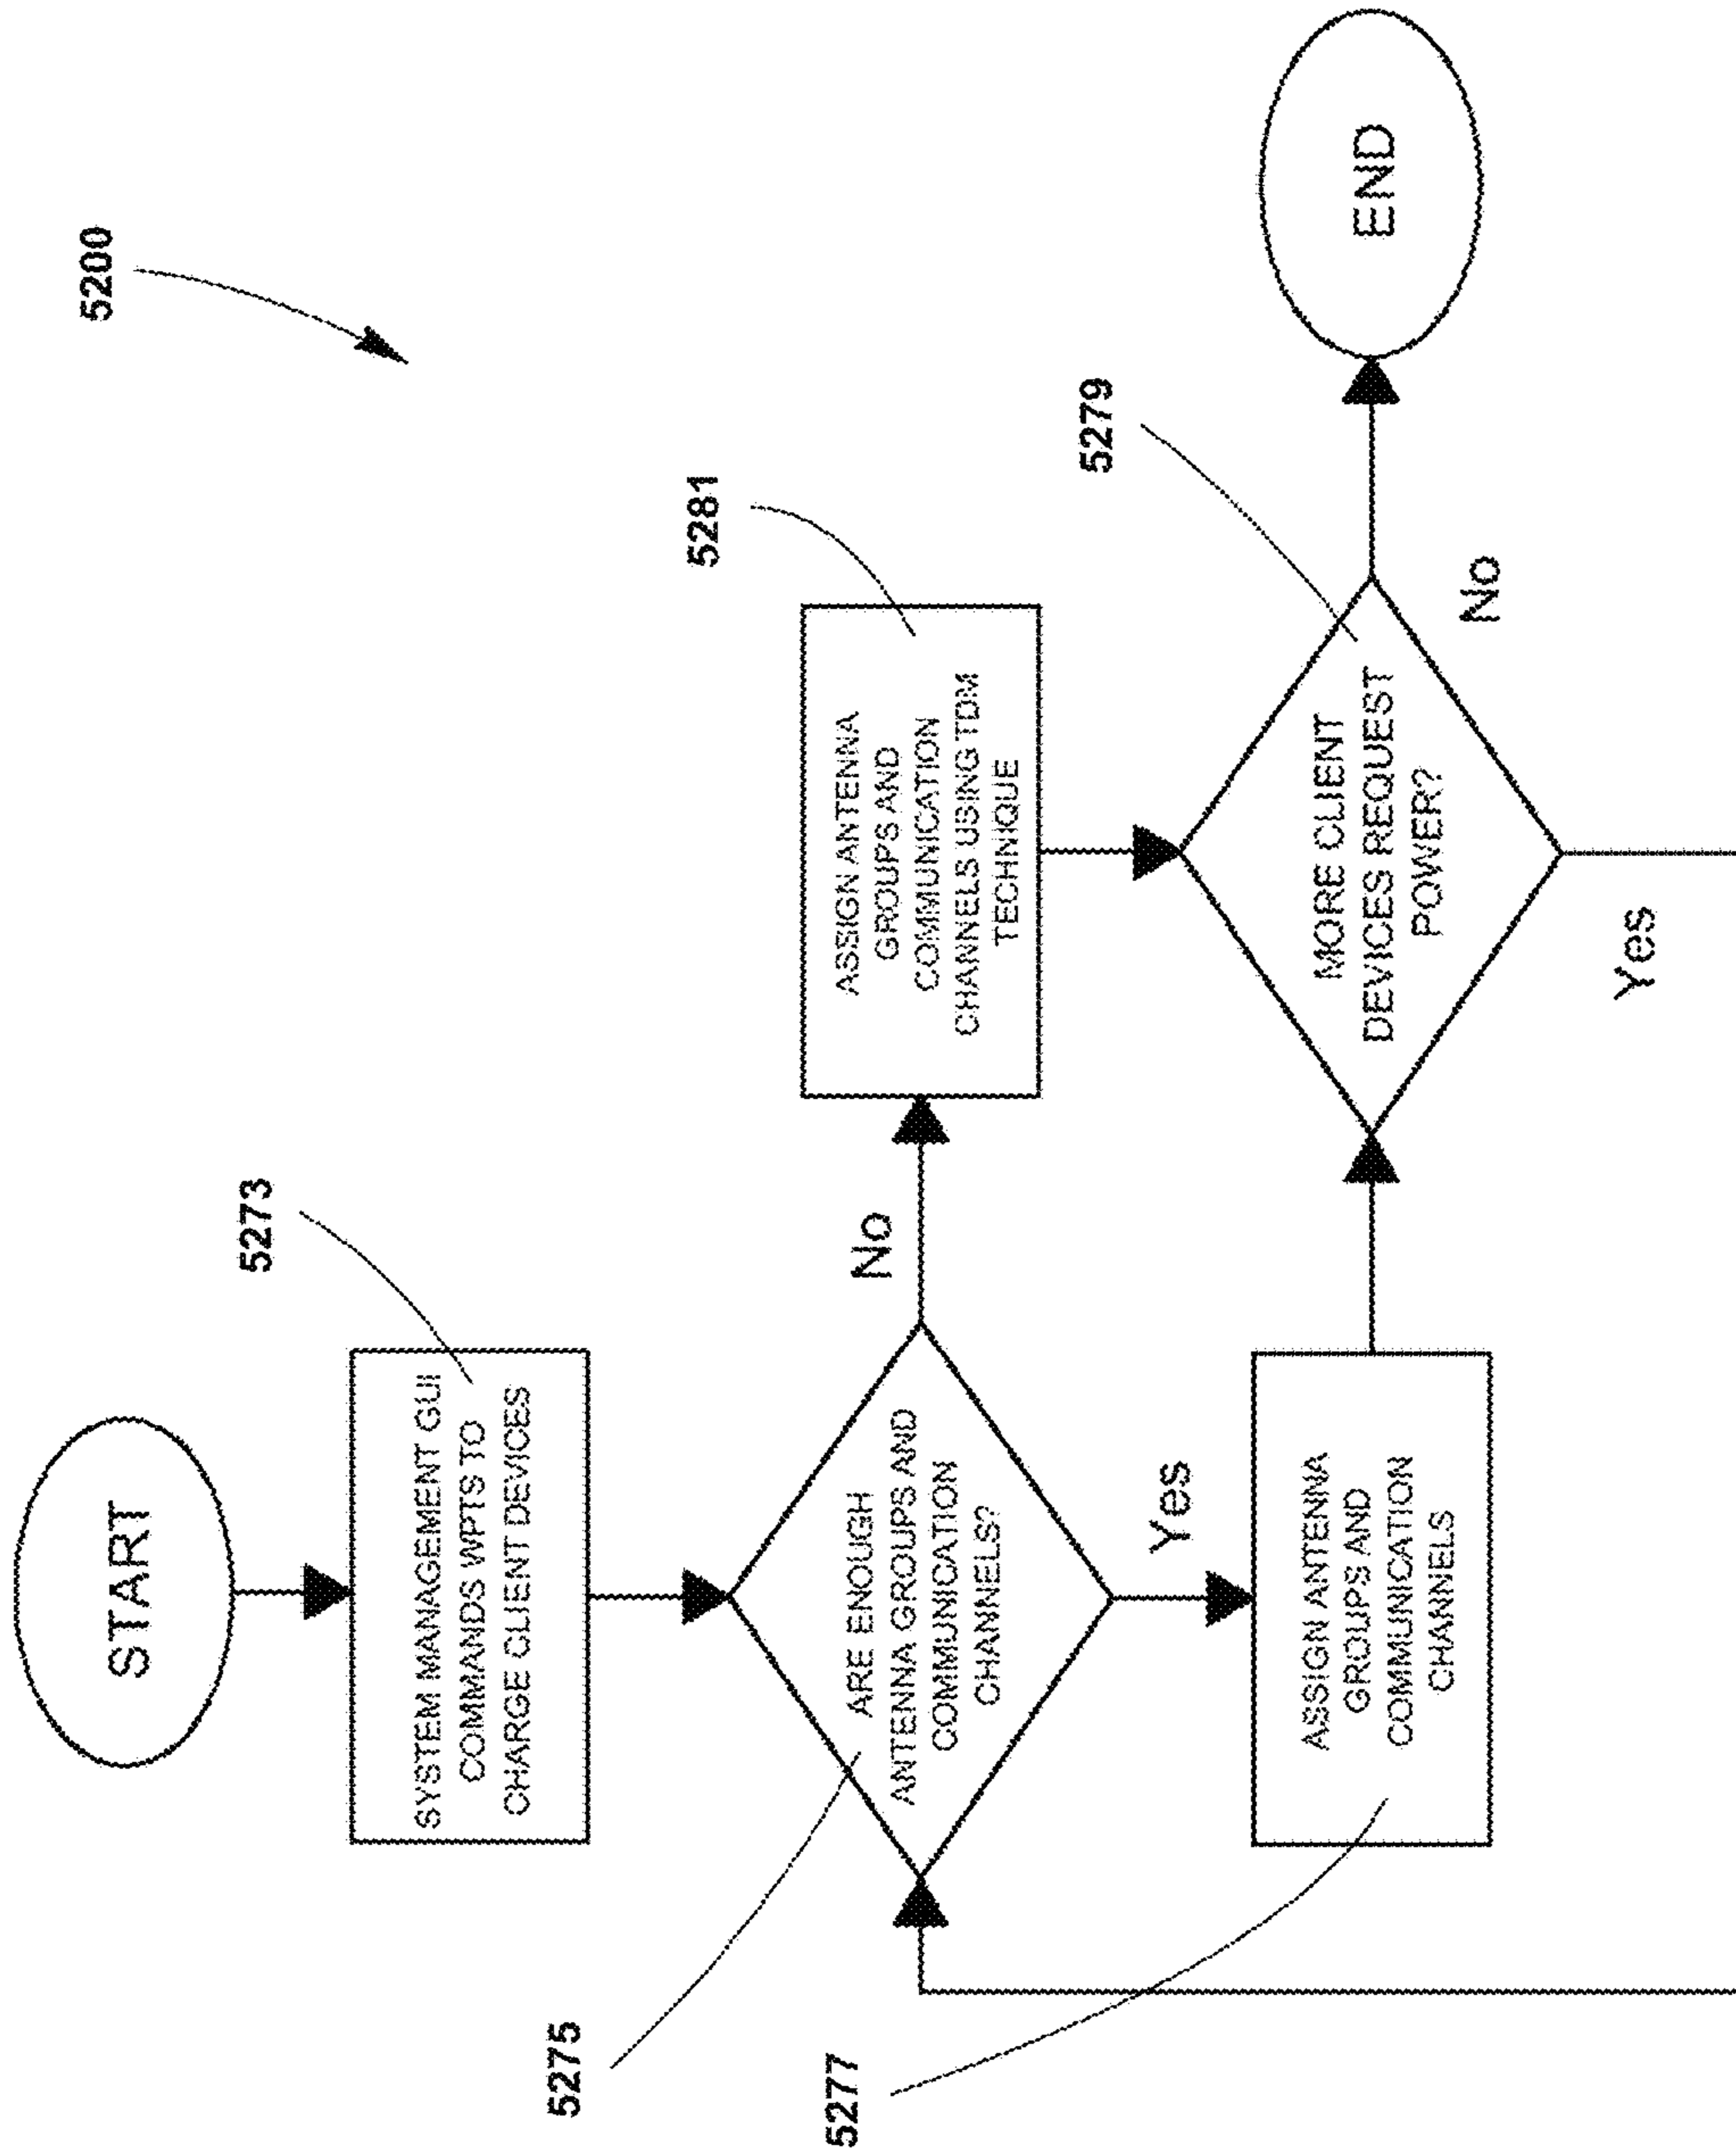 5200
START
5273
SYSTEM MANAGEMENT GUI
COMMANDS WPTS TO
CHARGE CLIENT DEVICES
5275
ARE ENOUGH
ANTENNA GROUPS AND
COMMUNICATION
CHANNELS?
No
5281
ASSIGN ANTENNA
GROUPS AND
COMMUNICATION
CHANNELS USING TDM
TECHNIQUE
Yes
5277
ASSIGN ANTENNA
GROUPS AND
COMMUNICATION
CHANNELS
5279
MORE CLIENT
DEVICES REQUEST
POWER?
No
END
Yes